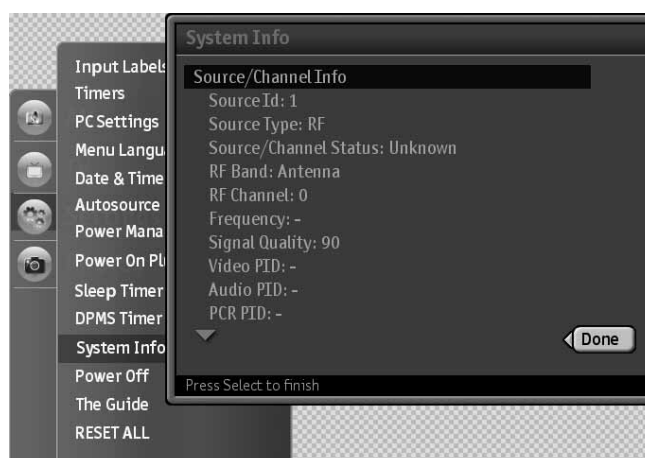 System Info
Input Labels
Timers
PC Settings
Menu Langu
Date & Time
Autosource
Power Mana
Power On Pl
Sleep Timer
DPMS Timer
System Info
Power Off
The Guide
RESET ALL
Source/Channel Info
Source Id: 1
Source Type: RF
Source/Channel Status: Unknown
RF Band: Antenna
RF Channel: 0
Frequency: -
Signal Quality: 90
Video PID: -
Audio PID: -
PCR PID: -
Done
Press Select to finish